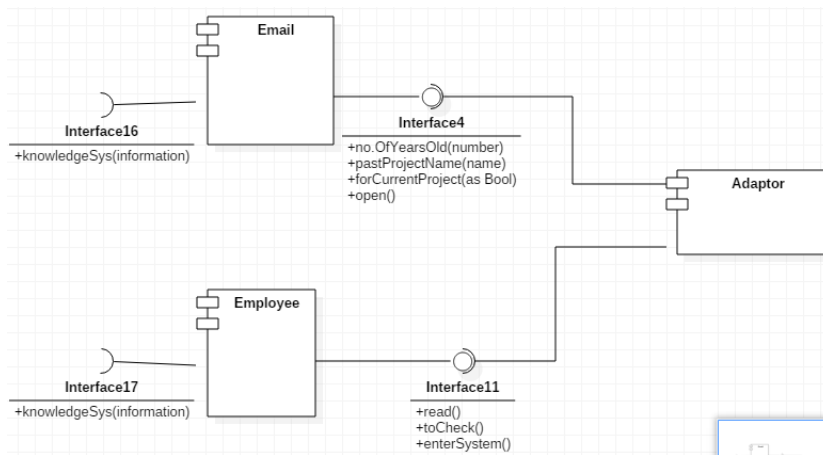 Email
Interface16
+knowledgeSys(information)
Interface4
+no.OfYearsOld(number)
+pastProjectName(name)
+forCurrentProject(as Bool)
+open()
Adaptor
Employee
Interface17
+knowledgeSys(information)
Interface11
+read()
+toCheck()
+enterSystem()